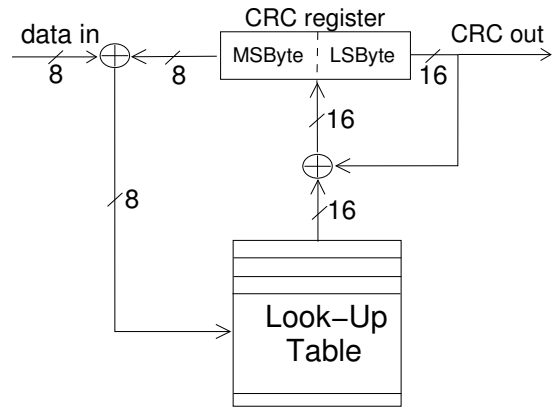 CRC register
data in
CRC out
MSByte
LSByte
8
8
16
16
8
16
Look-Up
Table